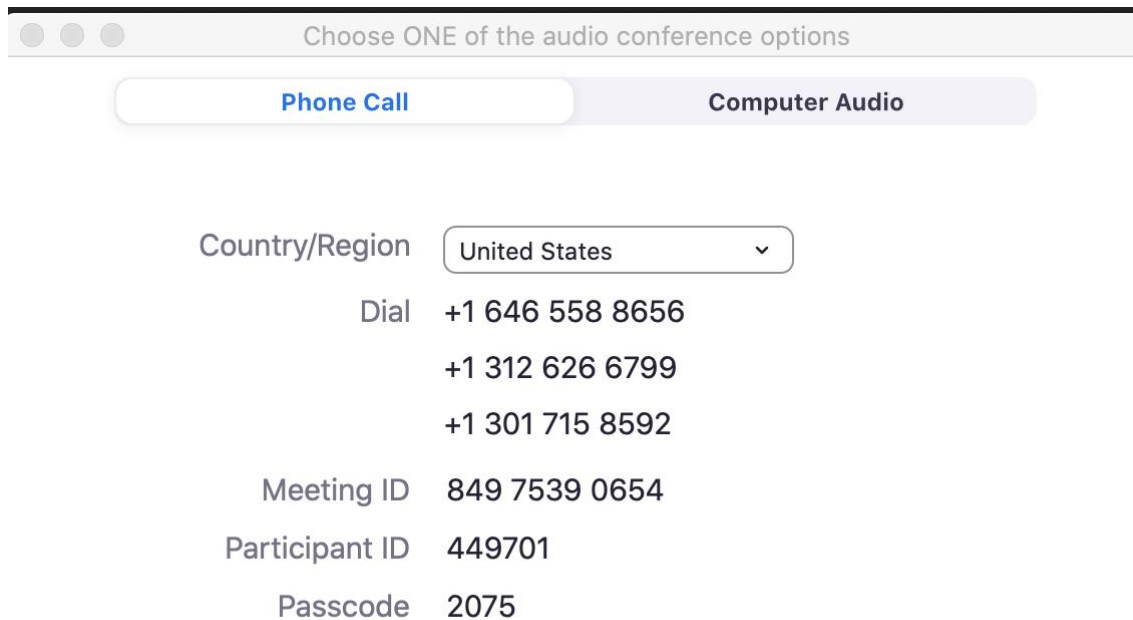 Choose ONE of the audio conference options
Phone Call Computer Audio
Country/Region United States
Dial +1 646 558 8656
+1 312 626 6799
+1 301 715 8592
Meeting ID 849 7539 0654
Participant ID 449701
Passcode 2075